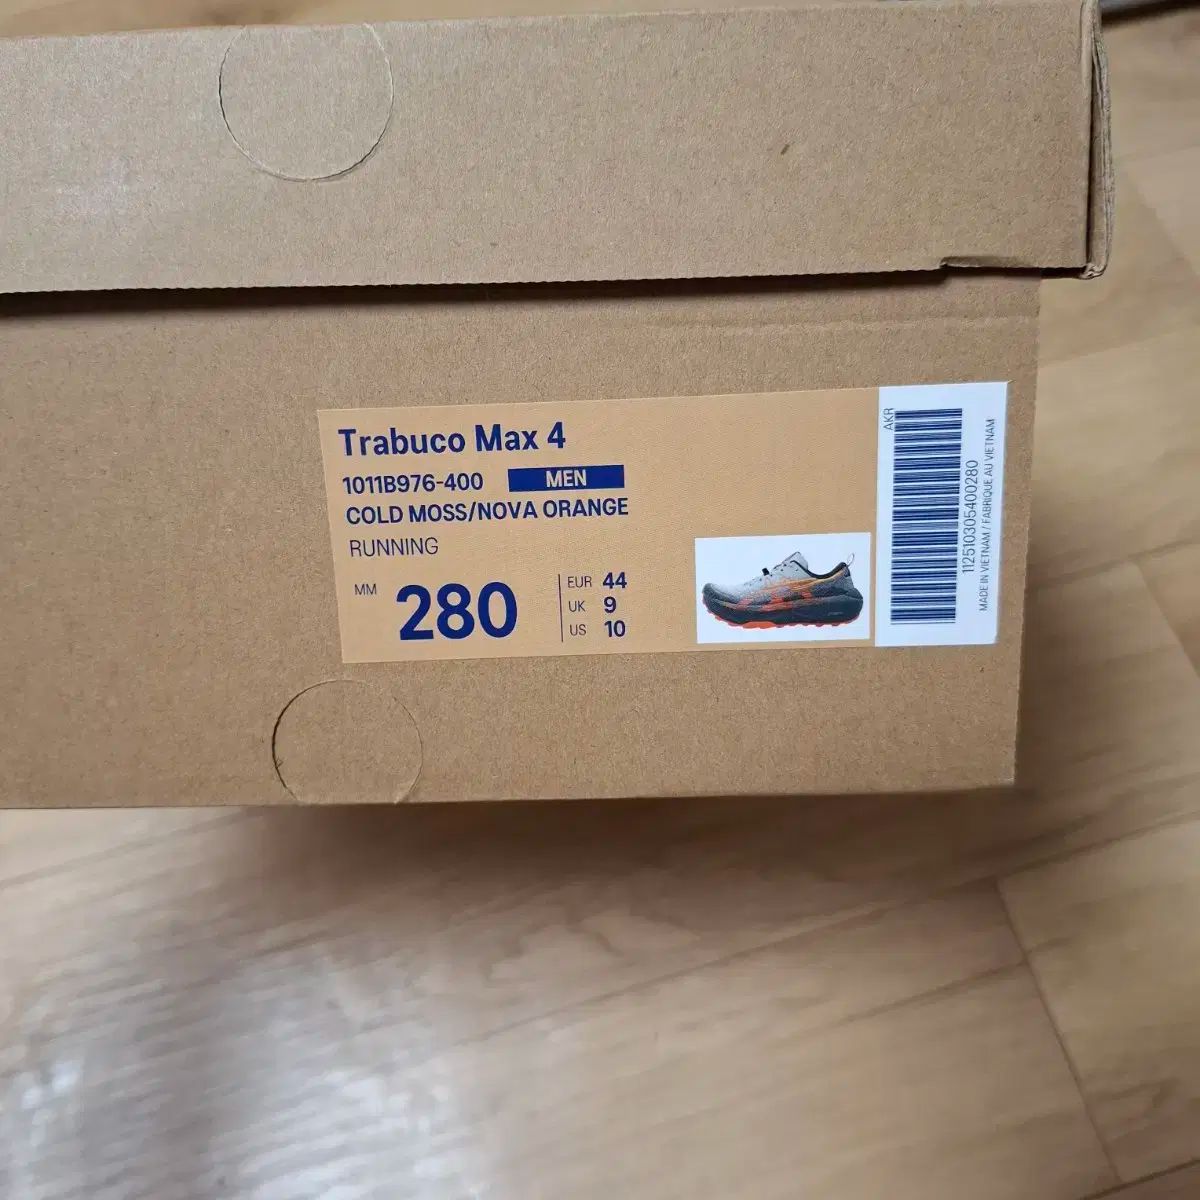 Trabuco Max 4
1011B976-400 MEN
COLD MOSS/NOVA ORANGE
RUNNING
MM 280
EUR 44
UK 9
US 10
AKR
112510305400280
MADE IN VIETNAM / FABRIQUE AU VIETNAM